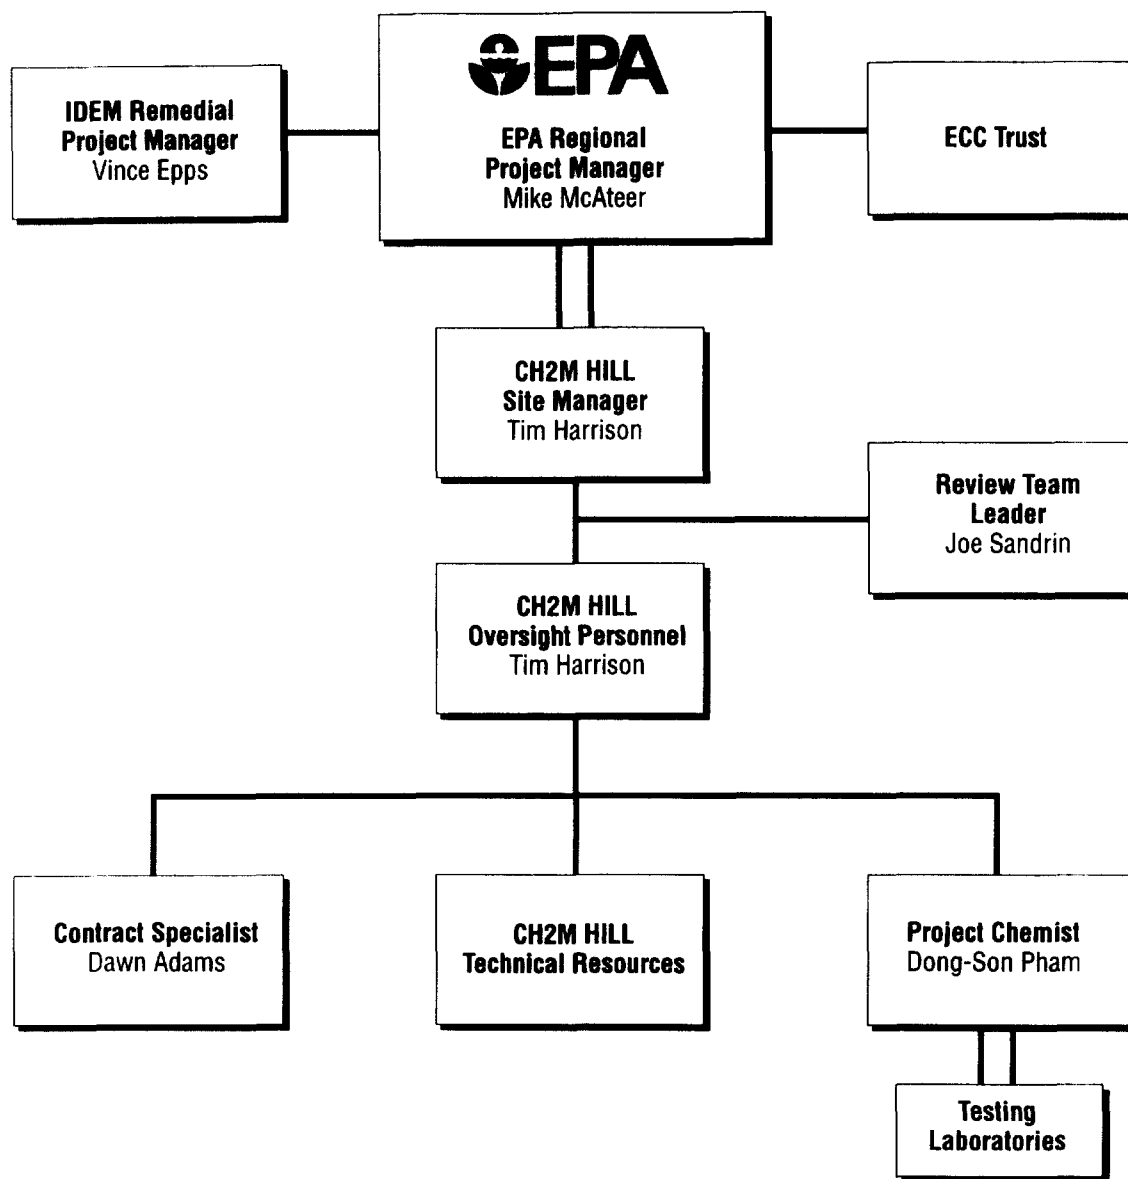 EPA
IDEM Remedial
Project Manager
Vince Epps
EPA Regional
Project Manager
Mike McAteer
ECC Trust
CH2M HILL
Site Manager
Tim Harrison
Review Team
Leader
Joe Sandrin
CH2M HILL
Oversight Personnel
Tim Harrison
Contract Specialist
Dawn Adams
CH2M HILL
Technical Resources
Project Chemist
Dong-Son Pham
Testing
Laboratories